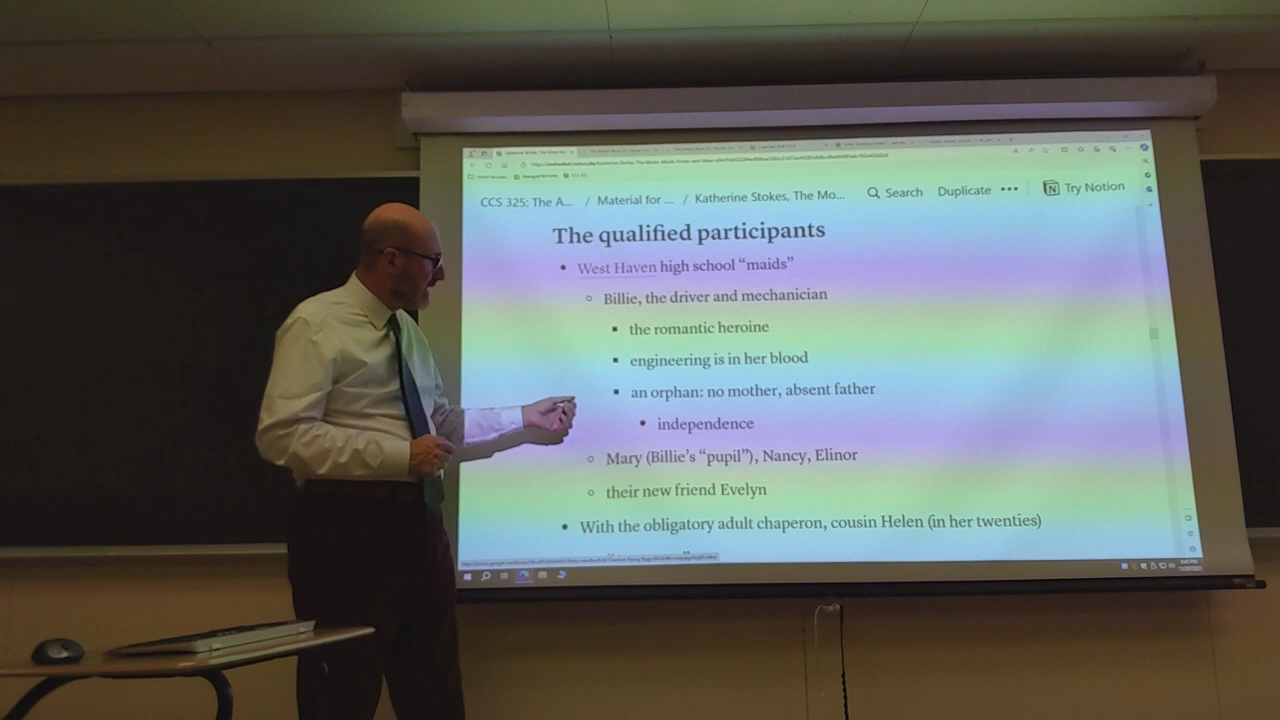 CCS 325: The A... / Material for ... / Katherine Stokes, The Mo... Search Duplicate ••• Try Notion
The qualified participants
• West Haven high school “maids”
◦ Billie, the driver and mechanician
▪ the romantic heroine
▪ engineering is in her blood
▪ an orphan: no mother, absent father
• independence
◦ Mary (Billie’s “pupil”), Nancy, Elinor
◦ their new friend Evelyn
• With the obligatory adult chaperon, cousin Helen (in her twenties)